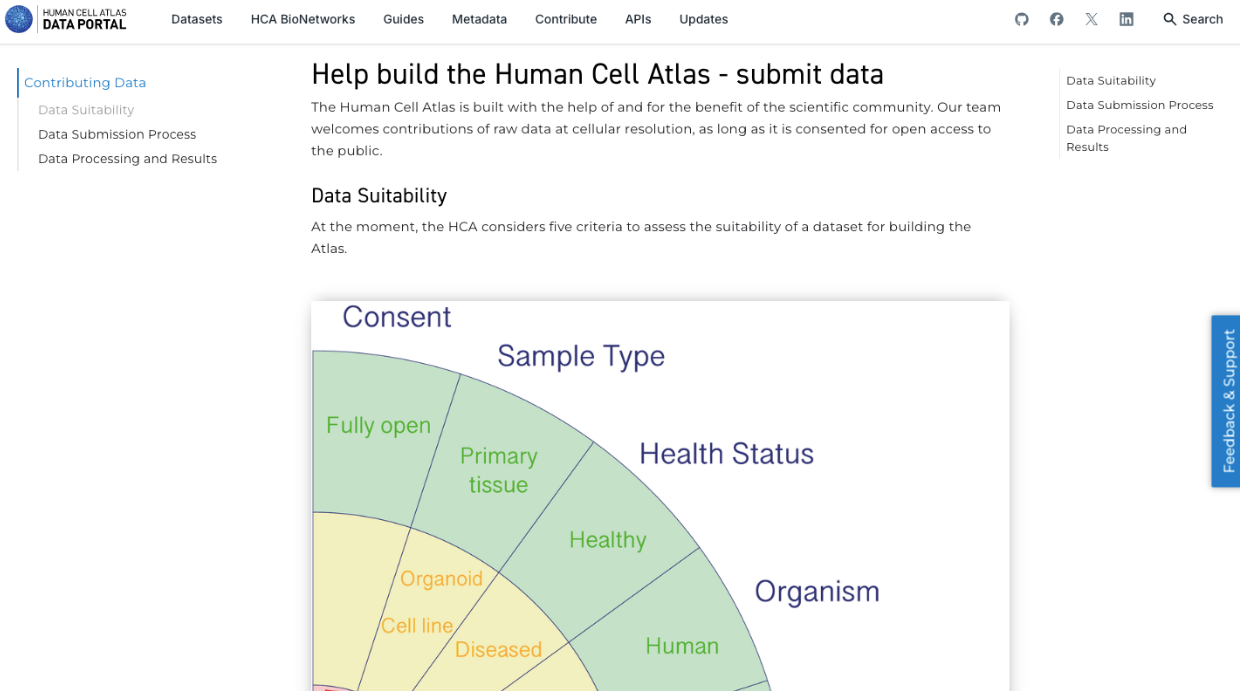 HUMAN CELL ATLAS
DATA PORTAL
Datasets
HCA BioNetworks
Guides
Metadata
Contribute
APIs
Updates
Search
Contributing Data
Data Suitability
Data Submission Process
Data Processing and Results
Help build the Human Cell Atlas - submit data
The Human Cell Atlas is built with the help of and for the benefit of the scientific community. Our team
welcomes contributions of raw data at cellular resolution, as long as it is consented for open access to
the public.
Data Suitability
At the moment, the HCA considers five criteria to assess the suitability of a dataset for building the
Atlas.
Consent
Sample Type
Health Status
Organism
Fully open
Primary
tissue
Healthy
Human
Organoid
Cell line
Diseased
Data Suitability
Data Submission Process
Data Processing and
Results
Feedback & Support